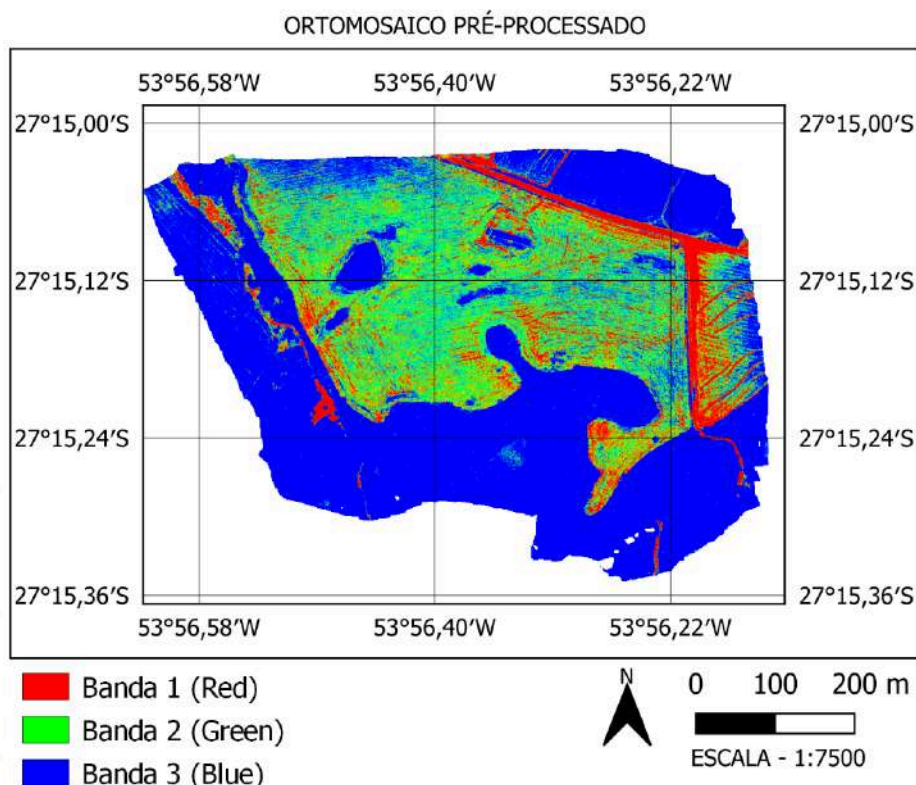 ORTOMOSAICO PRÉ-PROCESSADO
53°56,58′W 53°56,40′W 53°56,22′W
27°15,00′S 27°15,00′S
27°15,12′S 27°15,12′S
27°15,24′S 27°15,24′S
27°15,36′S 27°15,36′S
53°56,58′W 53°56,40′W 53°56,22′W
Banda 1 (Red)
Banda 2 (Green)
Banda 3 (Blue)
N
0 100 200 m
ESCALA - 1:7500